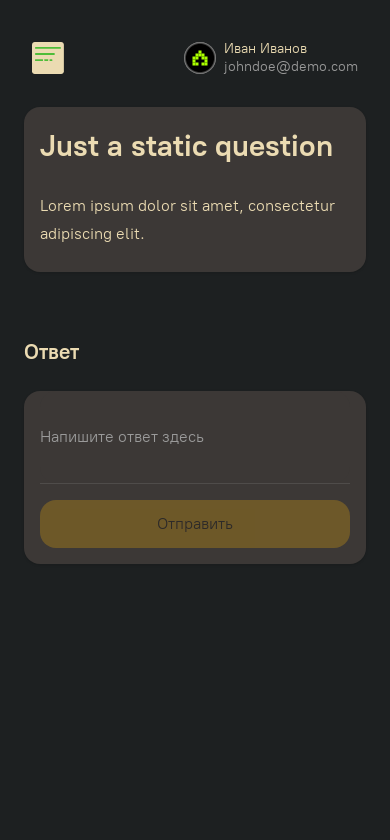 Иван Иванов
johndoe@demo.com
Just a static question
Lorem ipsum dolor sit amet, consectetur
adipiscing elit.
Ответ
Напишите ответ здесь
Отправить